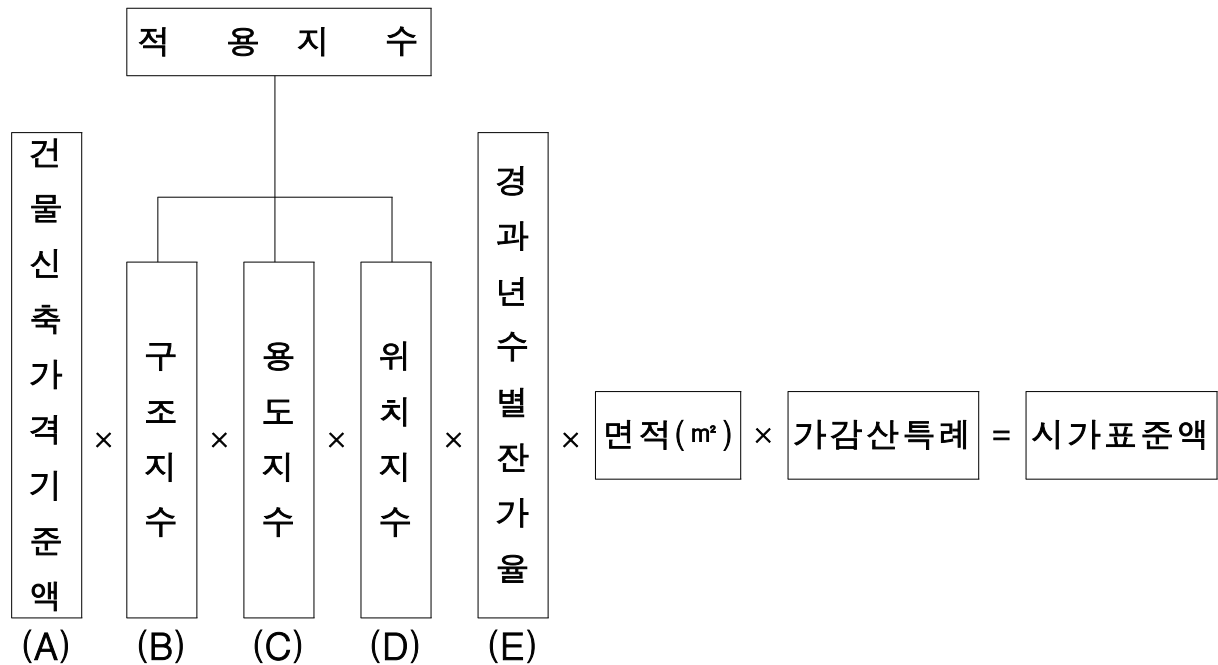 적 용 지 수
건물신축가격기준액
×
구조지수
×
용도지수
×
위치지수
×
경과년수별잔가율
×
면적(㎡)
×
가감산특례
=
시가표준액
(A)
(B)
(C)
(D)
(E)